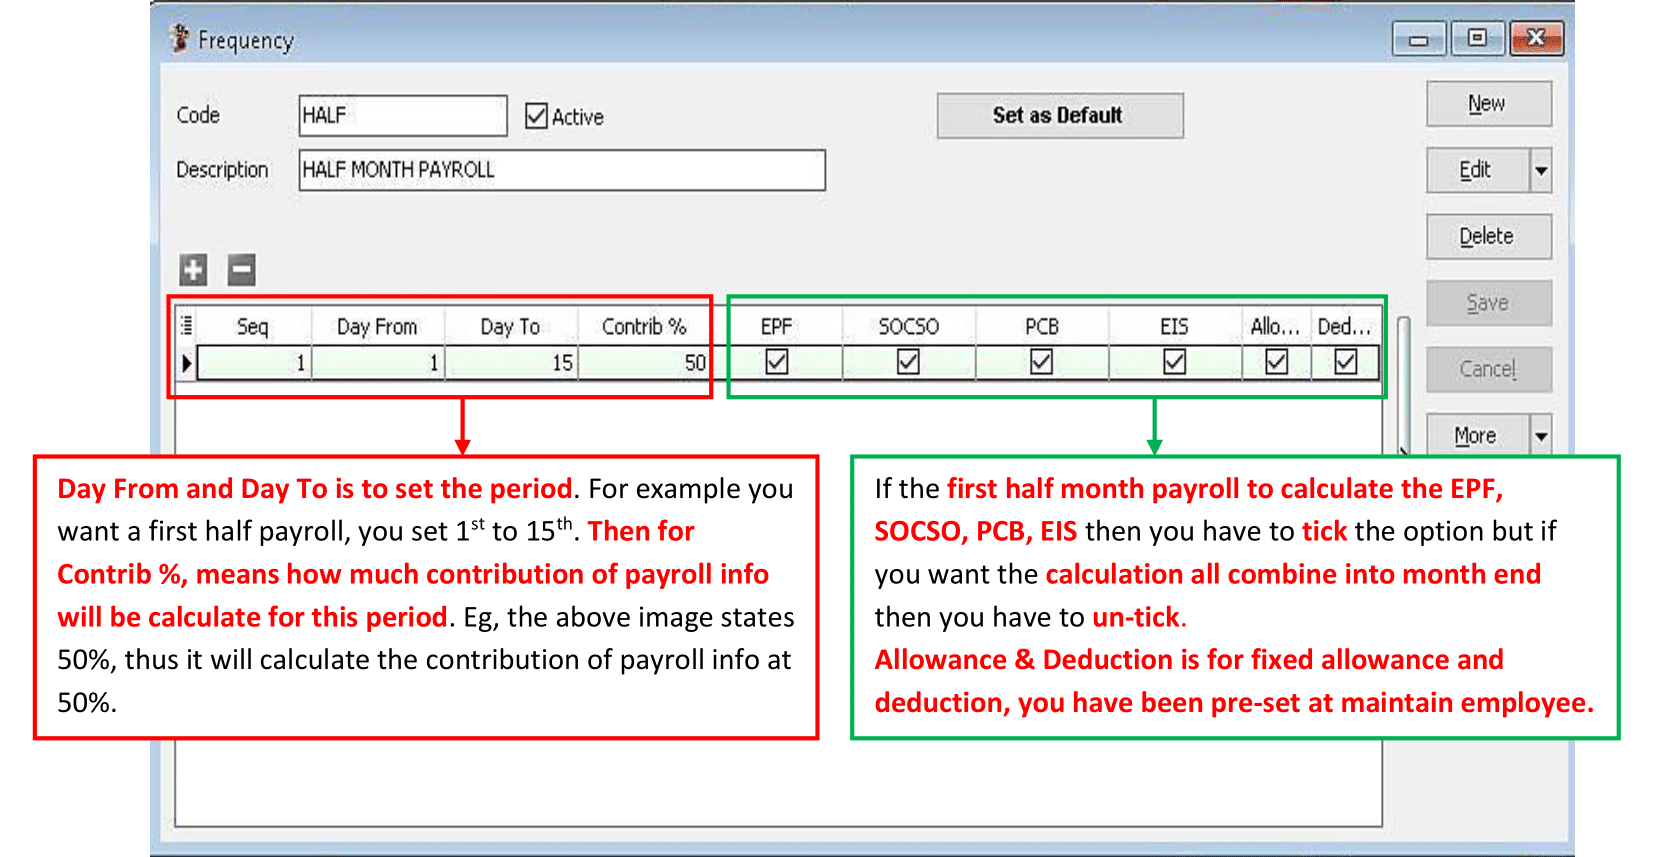 Frequency
Code HALF Active Set as Default New
Description HALF MONTH PAYROLL Edit
Delete
Save
Seq Day From Day To Contrib % EPF SOCSO PCB EIS Allo... Ded...
1 1 15 50
Cancel
More
Day From and Day To is to set the period. For example you
want a first half payroll, you set 1st to 15th. Then for
Contrib %, means how much contribution of payroll info
will be calculate for this period. Eg, the above image states
50%, thus it will calculate the contribution of payroll info at
50%.
If the first half month payroll to calculate the EPF,
SOCSO, PCB, EIS then you have to tick the option but if
you want the calculation all combine into month end
then you have to un-tick.
Allowance & Deduction is for fixed allowance and
deduction, you have been pre-set at maintain employee.